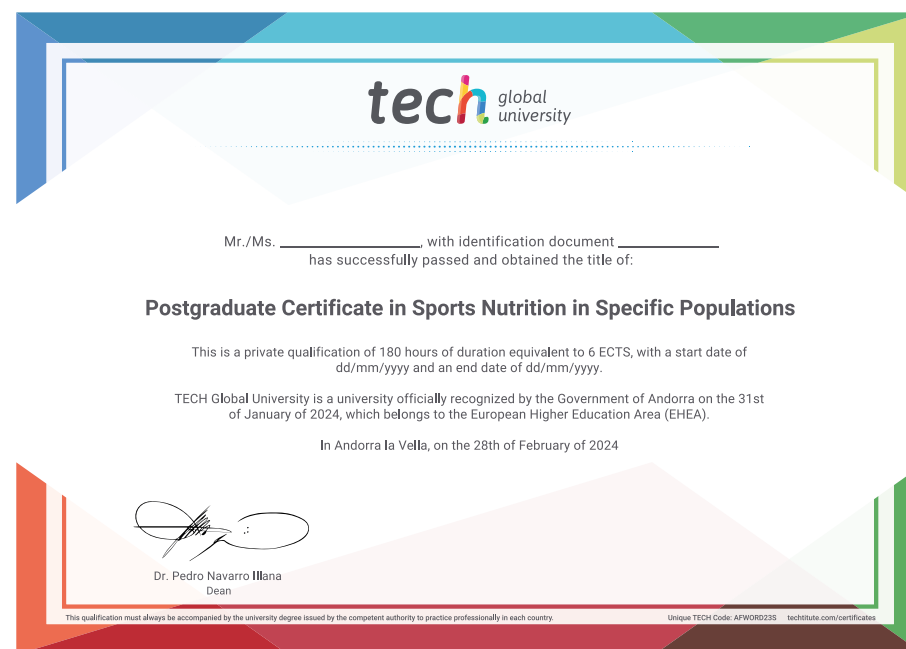 tech global
university
Mr./Ms. ____________________, with identification document ______________
has successfully passed and obtained the title of:
Postgraduate Certificate in Sports Nutrition in Specific Populations
This is a private qualification of 180 hours of duration equivalent to 6 ECTS, with a start date of
dd/mm/yyyy and an end date of dd/mm/yyyy.
TECH Global University is a university officially recognized by the Government of Andorra on the 31st
of January of 2024, which belongs to the European Higher Education Area (EHEA).
In Andorra la Vella, on the 28th of February of 2024
Dr. Pedro Navarro Illana
Dean
This qualification must always be accompanied by the university degree issued by the competent authority to practice professionally in each country.
Unique TECH Code: AFWORD23S techtitute.com/certificates